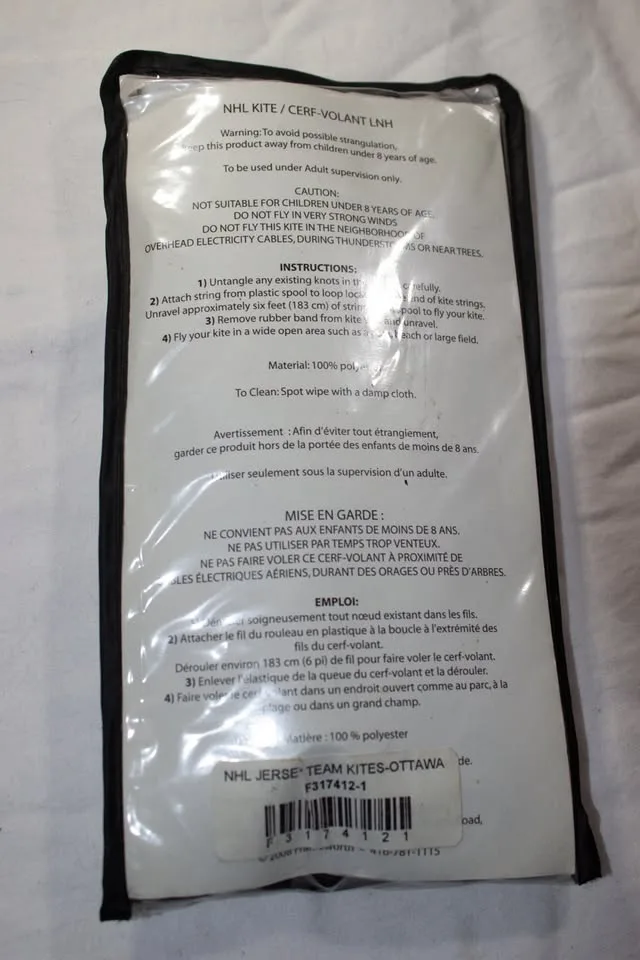 NHL KITE / CERF-VOLANT LNH
Warning: To avoid possible strangulation,
keep this product away from children under 8 years of age.
To be used under Adult supervision only.
CAUTION:
NOT SUITABLE FOR CHILDREN UNDER 8 YEARS OF AGE.
DO NOT FLY IN VERY STRONG WINDS
DO NOT FLY THIS KITE IN THE NEIGHBORHOOD OF
OVERHEAD ELECTRICITY CABLES, DURING THUNDERSTORMS OR NEAR TREES.
INSTRUCTIONS:
1) Untangle any existing knots in carefully.
2) Attach string from plastic spool to loop end of kite strings.
Unravel approximately six feet (183 cm) of string spool to fly your kite.
3) Remove rubber band from kite and unravel.
4) Fly your kite in a wide open area such as beach or large field.
Material: 100%
To Clean: Spot wipe with a damp cloth.
Avertissement : Afin d'éviter tout étranglement,
garder ce produit hors de la portée des enfants de moins de 8 ans.
utiliser seulement sous la supervision d'un adulte.
MISE EN GARDE :
NE CONVIENT PAS AUX ENFANTS DE MOINS DE 8 ANS.
NE PAS UTILISER PAR TEMPS TROP VENTEUX.
NE PAS FAIRE VOLER CE CERF-VOLANT À PROXIMITÉ DE
CÂBLES ÉLECTRIQUES AÉRIENS, DURANT DES ORAGES OU PRÈS D'ARBRES.
EMPLOI:
soigneusement tout nœud existant dans les fils.
2) Attacher le fil du rouleau en plastique à la boucle à l'extrémité des
fils du cerf-volant.
Dérouler environ 183 cm (6 pi) de fil pour faire voler le cerf-volant.
3) Enlever l'élastique de la queue du cerf-volant et la dérouler.
4) Faire voler le cerf-volant dans un endroit ouvert comme au parc, à la
plage ou dans un grand champ.
Matière : 100 % polyester
de.
NHL JERSEY TEAM KITES-OTTAWA
F317412-1
F 3 1 7 4 1 2 1
oad,